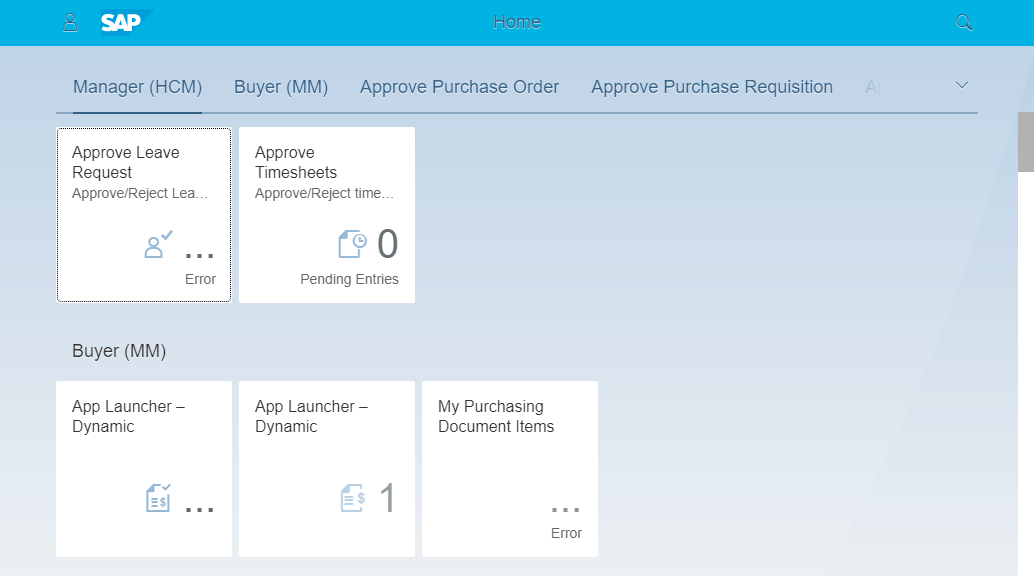 SAP
Home
Manager (HCM) Buyer (MM) Approve Purchase Order Approve Purchase Requisition
Approve Leave
Request
Approve/Reject Lea…
...
Error
Approve
Timesheets
Approve/Reject time…
0
Pending Entries
Buyer (MM)
App Launcher –
Dynamic
...
App Launcher –
Dynamic
1
My Purchasing
Document Items
...
Error